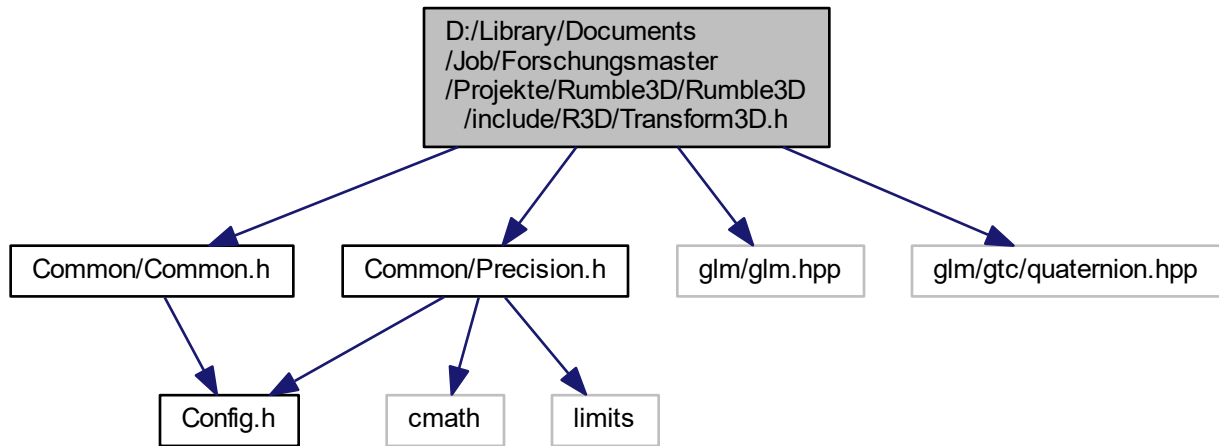 D:/Library/Documents
/Job/Forschungsmaster
/Projekte/Rumble3D/Rumble3D
/include/R3D/Transform3D.h
Common/Common.h
Common/Precision.h
glm/glm.hpp
glm/gtc/quaternion.hpp
Config.h
cmath
limits